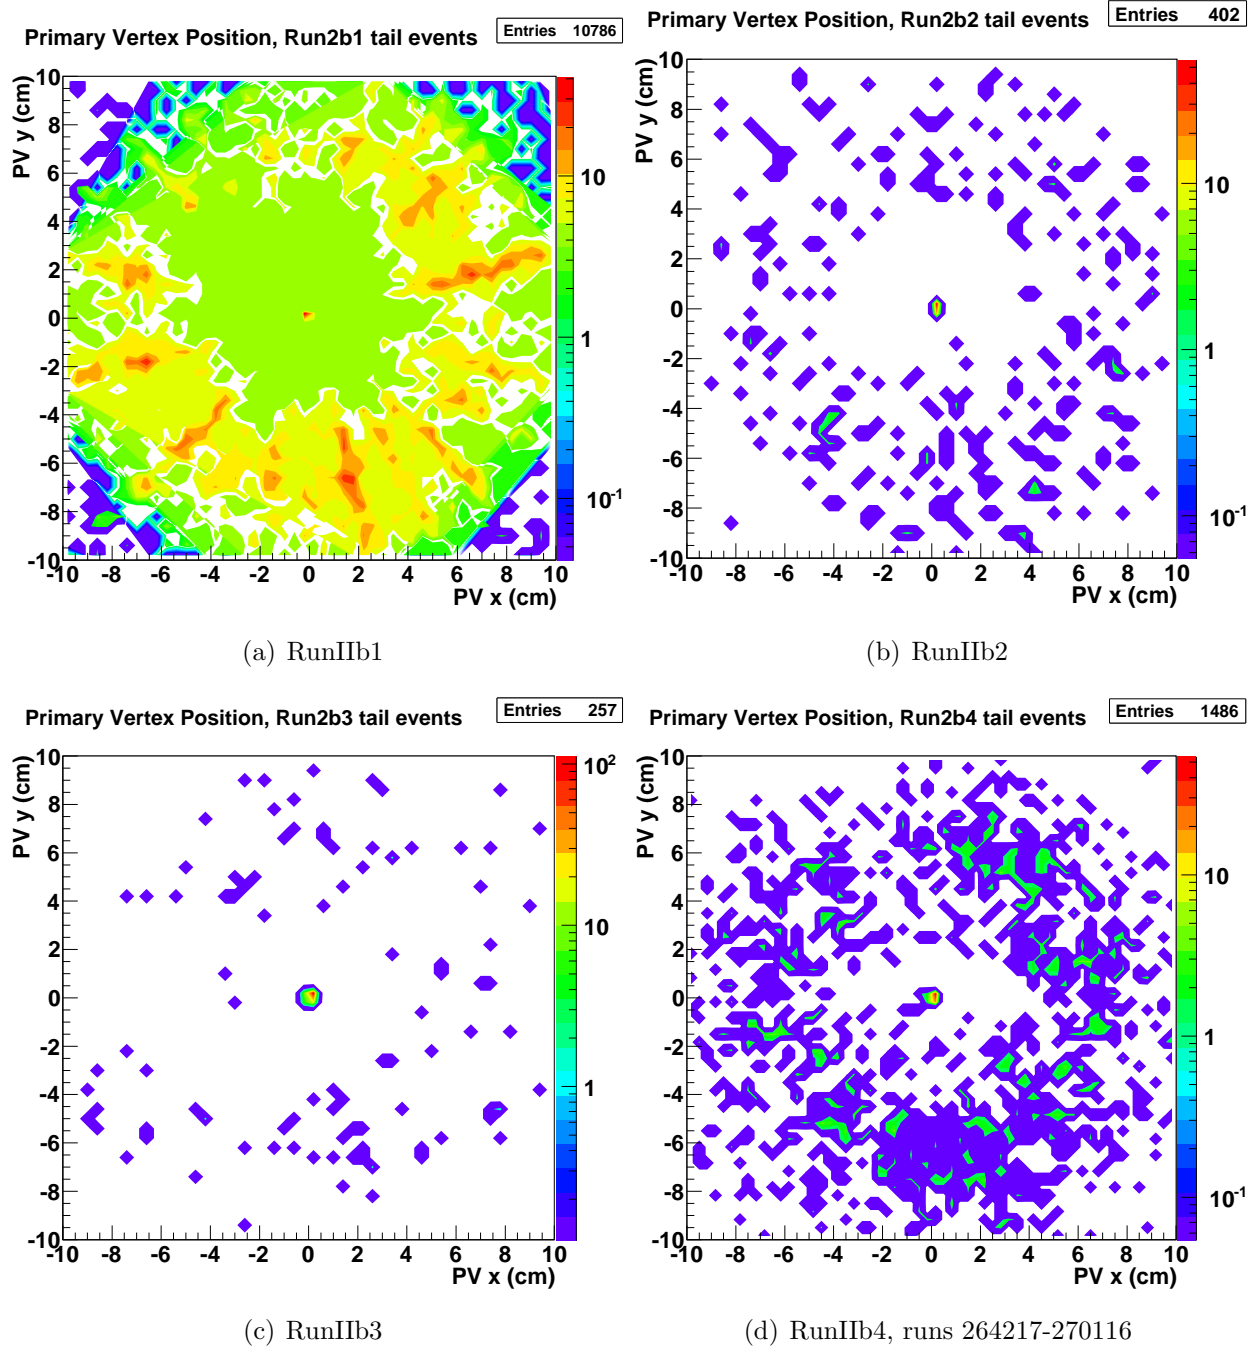 Primary Vertex Position, Run2b1 tail events
Entries 10786
PV y (cm)
10
8
6
4
2
0
-2
-4
-6
-8
-10
-10 -8 -6 -4 -2 0 2 4 6 8 10
PV x (cm)
10
1
10-1
(a) RunIIb1
Primary Vertex Position, Run2b2 tail events
Entries 402
PV y (cm)
10
8
6
4
2
0
-2
-4
-6
-8
-10
-10 -8 -6 -4 -2 0 2 4 6 8 10
PV x (cm)
10
1
10-1
(b) RunIIb2
Primary Vertex Position, Run2b3 tail events
Entries 257
PV y (cm)
10
8
6
4
2
0
-2
-4
-6
-8
-10
-10 -8 -6 -4 -2 0 2 4 6 8 10
PV x (cm)
10²
10
1
(c) RunIIb3
Primary Vertex Position, Run2b4 tail events
Entries 1486
PV y (cm)
10
8
6
4
2
0
-2
-4
-6
-8
-10
-10 -8 -6 -4 -2 0 2 4 6 8 10
PV x (cm)
10
1
10-1
(d) RunIIb4, runs 264217-270116